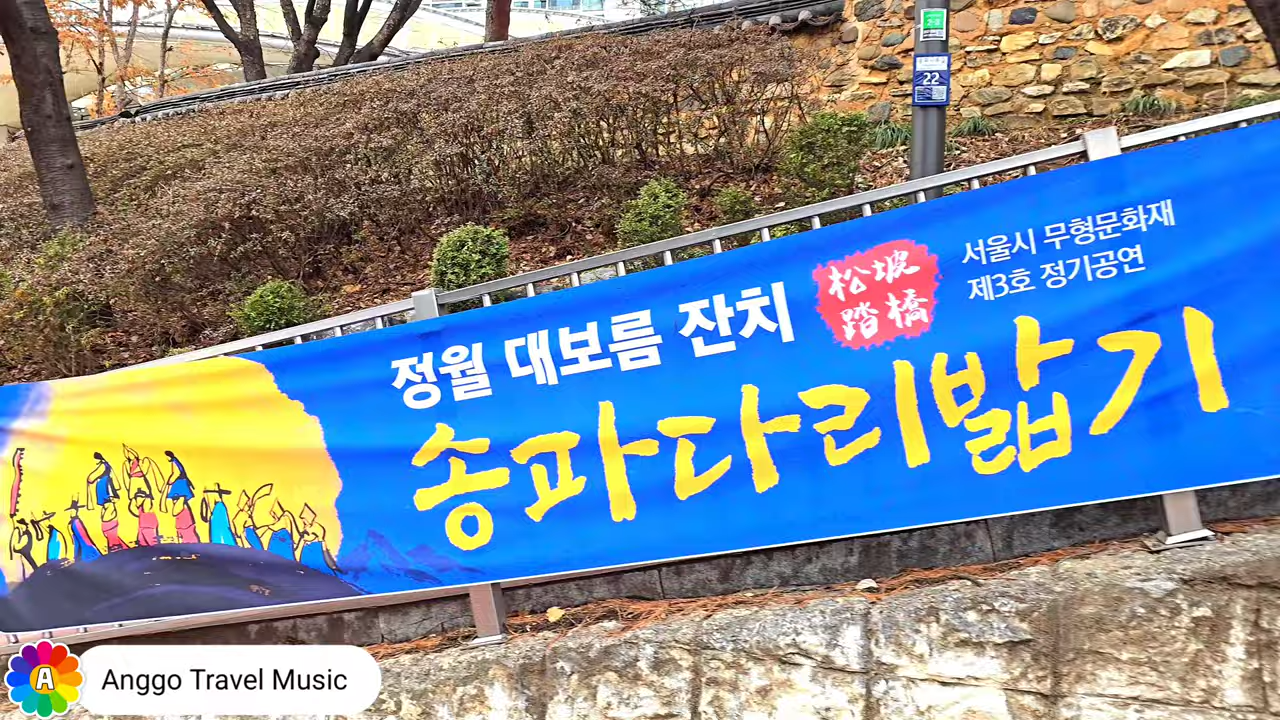 22
정월 대보름 잔치
松坡
踏橋
서울시 무형문화재
제3호 정기공연
송파다리밟기
A
Anggo Travel Music